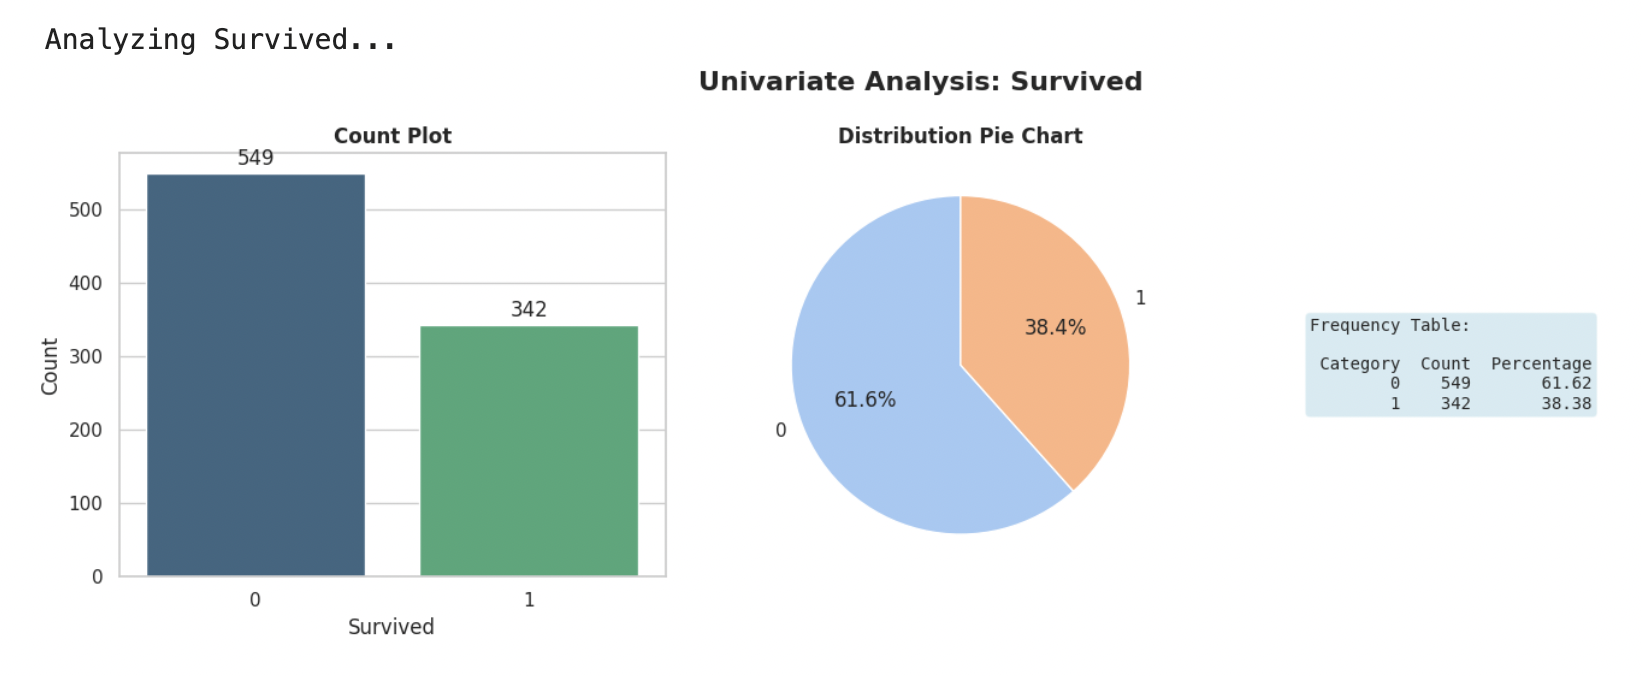 Analyzing Survived...
Univariate Analysis: Survived
Count Plot
549
342
500
400
300
200
100
0
Count
0 1
Survived
Distribution Pie Chart
1
38.4%
61.6%
0
Frequency Table:
Category Count Percentage
0 549 61.62
1 342 38.38